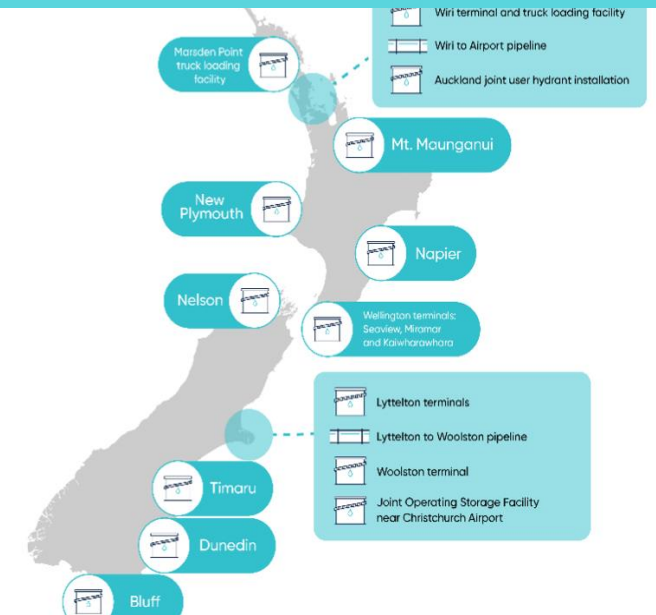 Wiri terminal and truck loading facility
Wiri to Airport pipeline
Auckland joint user hydrant installation
Marsden Point
truck loading
facility
Mt. Maunganui
New
Plymouth
Napier
Nelson
Wellington terminals:
Seaview, Miramar
and Kaiwharawhara
Lyttelton terminals
Lyttelton to Woolston pipeline
Woolston terminal
Joint Operating Storage Facility
near Christchurch Airport
Timaru
Dunedin
Bluff